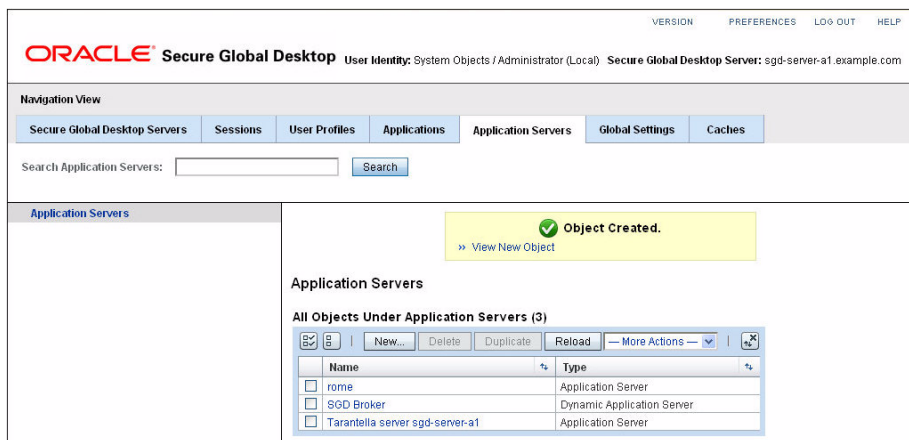 VERSION PREFERENCES LOG OUT HELP
ORACLE Secure Global Desktop User Identity: System Objects / Administrator (Local) Secure Global Desktop Server: sgd-server-a1.example.com
Navigation View
Secure Global Desktop Servers Sessions User Profiles Applications Application Servers Global Settings Caches
Search Application Servers: Search
Application Servers
Object Created.
» View New Object
Application Servers
All Objects Under Application Servers (3)
New... Delete Duplicate Reload — More Actions —
Name Type
rome Application Server
SGD Broker Dynamic Application Server
Tarantella server sgd-server-a1 Application Server